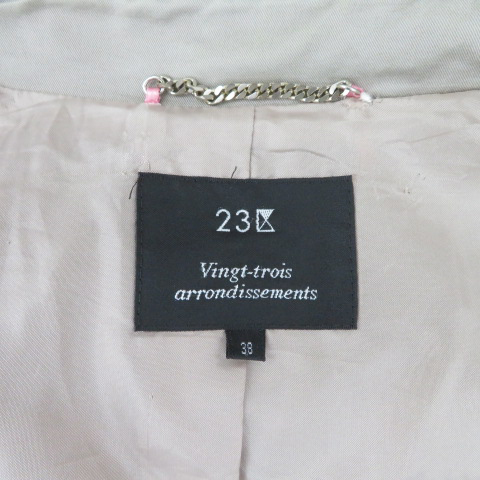 23区
Vingt-trois
arrondissements
38